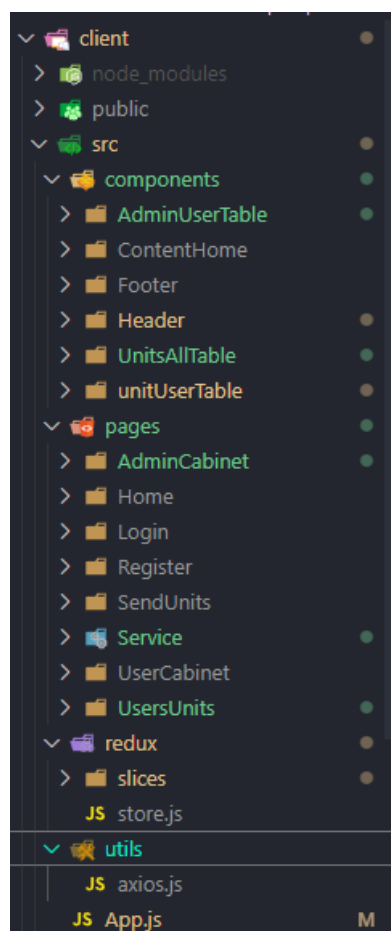 client
node_modules
public
src
components
AdminUserTable
ContentHome
Footer
Header
UnitsAllTable
unitUserTable
pages
AdminCabinet
Home
Login
Register
SendUnits
Service
UserCabinet
UsersUnits
redux
slices
JS store.js
utils
JS axios.js
JS App.js M